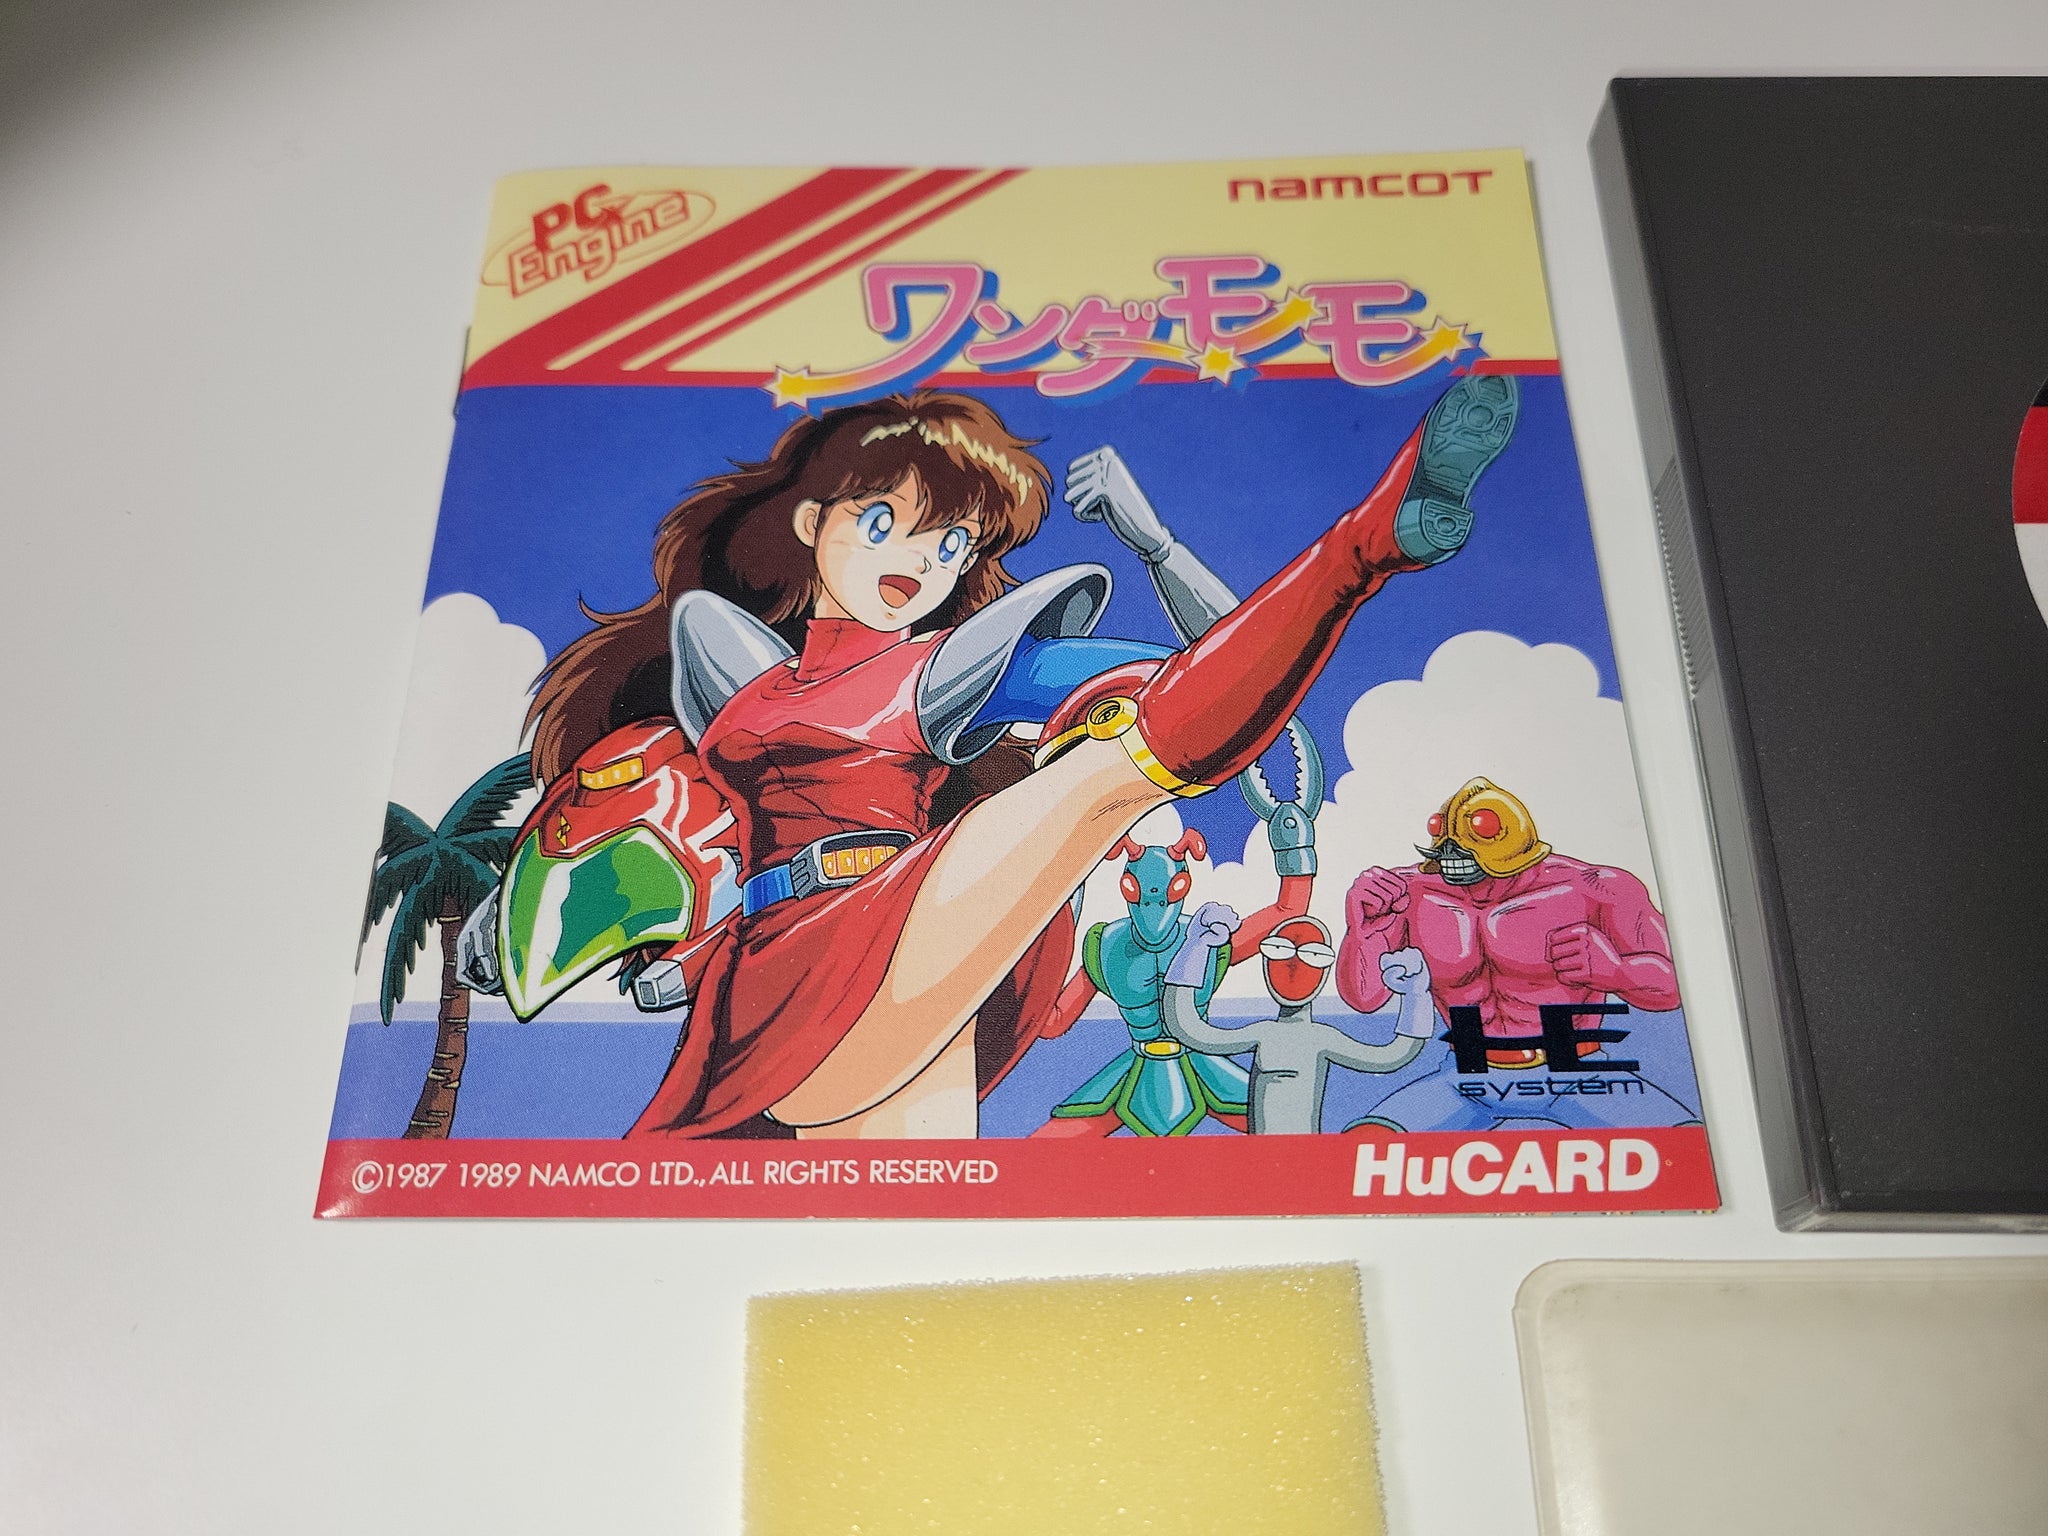 PC Engine
namcot
ワンダーモモ
HE
system
©1987 1989 NAMCO LTD., ALL RIGHTS RESERVED
HuCARD